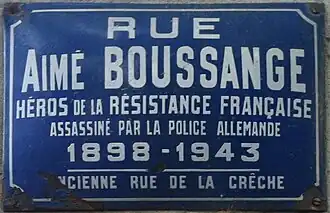 RUE
AIMÉ BOUSSANGE
HÉROS DE LA RÉSISTANCE FRANÇAISE
ASSASSINÉ PAR LA POLICE ALLEMANDE
1898 - 1943
ANCIENNE RUE DE LA CRÊCHE